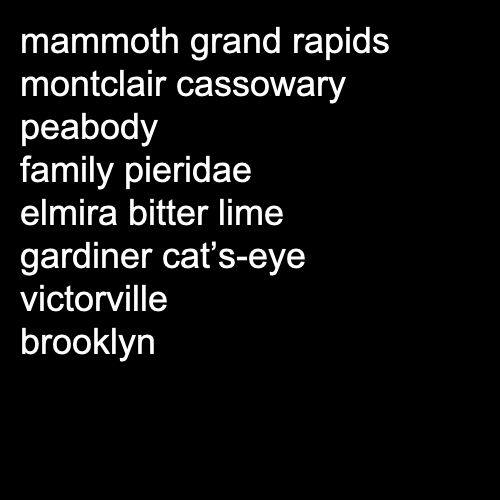 mammoth grand rapids
montclair cassowary
peabody
family pieridae
elmira bitter lime
gardiner cat’s-eye
victorville
brooklyn